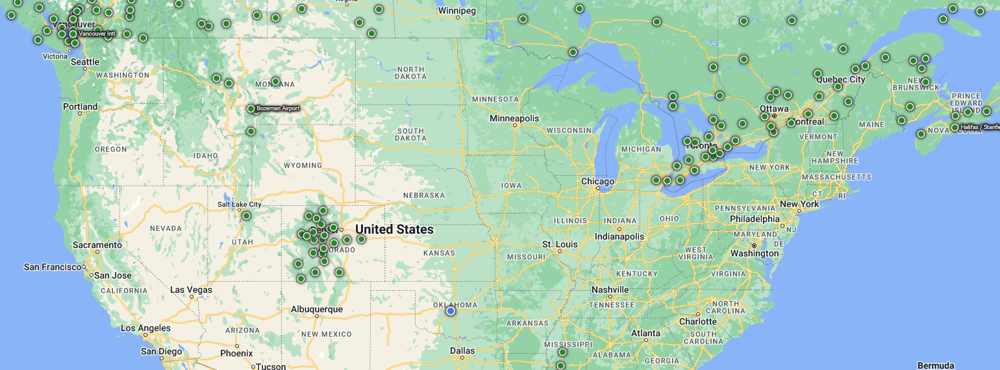 Regina
Winnipeg
Vancouver
Vancouver Intl
Victoria
Seattle
WASHINGTON
MONTANA
NORTH
DAKOTA
Quebec City
NEW
BRUNSWICK
PRINCE
EDWARD
ISLAND
Portland
Bozeman Airport
MINNESOTA
Minneapolis
Ottawa
Montreal
MAINE
Halifax / Stanfie
NOVA SCOTIA
SOUTH
DAKOTA
WISCONSIN
VERMONT
OREGON
IDAHO
MICHIGAN
Toronto
NEW
HAMPSHIRE
WYOMING
NEW YORK
MASSACHUSETTS
Chicago
IOWA
NEBRASKA
CT
RI
Salt Lake City
PENNSYLVANIA
New York
NEVADA
Denver
United States
ILLINOIS
INDIANA
OHIO
Philadelphia
NJ
UTAH
Indianapolis
MARYLAND
DE
Sacramento
COLORADO
KANSAS
St. Louis
MISSOURI
WEST
VIRGINIA
Washington
San Francisco
San Jose
KENTUCKY
VIRGINIA
CALIFORNIA
Las Vegas
Nashville
Albuquerque
OKLAHOMA
TENNESSEE
NORTH
CAROLINA
Los Angeles
ARIZONA
NEW MEXICO
ARKANSAS
Charlotte
San Diego
Phoenix
Dallas
MISSISSIPPI
Atlanta
SOUTH
CAROLINA
ALABAMA
GEORGIA
Tucson
Bermuda